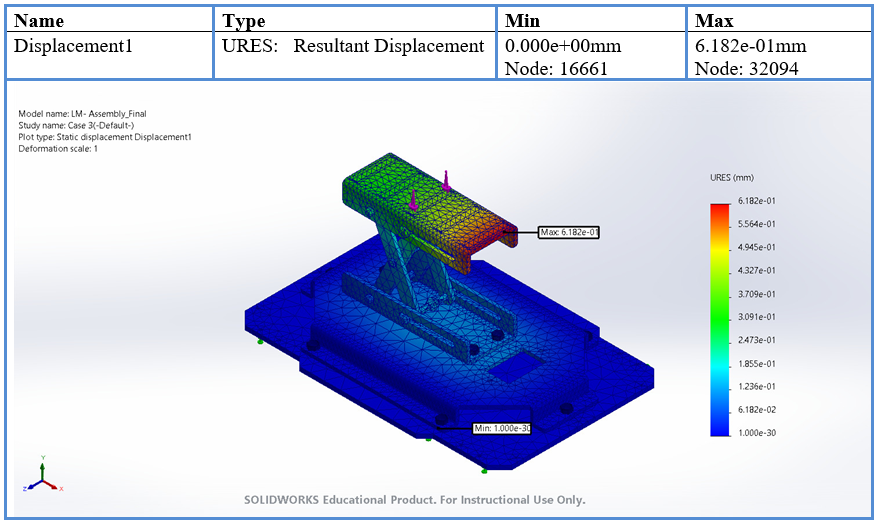 Name Type Min Max
Displacement1 URES: Resultant Displacement 0.000e+00mm 6.182e-01mm
Node: 16661 Node: 32094
Model name: LM- Assembly_Final
Study name: Case 3(-Default-)
Plot type: Static displacement Displacement1
Deformation scale: 1
URES (mm)
6.182e-01
5.564e-01
4.945e-01
4.327e-01
3.709e-01
3.091e-01
2.473e-01
1.855e-01
1.236e-01
6.182e-02
1.000e-30
Max: 6.182e-01
Min: 1.000e-30
Y
Z X
SOLIDWORKS Educational Product. For Instructional Use Only.